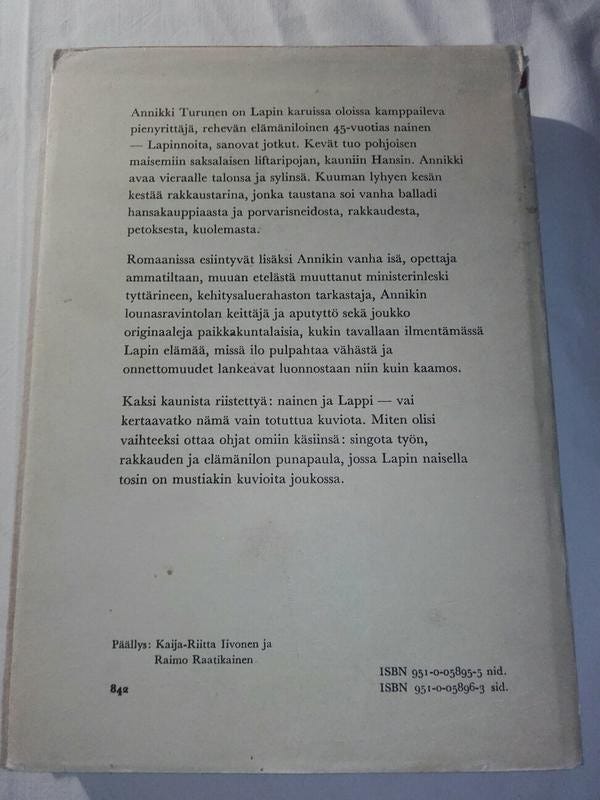 Annikki Turunen on Lapin karuissa oloissa kamppaileva
pienyrittäjä, rehevän elämäniloinen 45-vuotias nainen
— Lapinnoita, sanovat jotkut. Kevät tuo pohjoisen
maisemiin saksalaisen liftaripojan, kauniin Hansin. Annikki
avaa vieraalle talonsa ja sylinsä. Kuuman lyhyen kesän
kestää rakkaustarina, jonka taustana soi vanha balladi
hansakauppiaasta ja porvarisneidosta, rakkaudesta,
petoksesta, kuolemasta.
Romaanissa esiintyvät lisäksi Annikin vanha isä, opettaja
ammatiltaan, muuan etelästä muuttanut ministerinleski
tyttärineen, kehitysaluerahaston tarkastaja, Annikin
lounasravintolan keittäjä ja aputyttö sekä joukko
originaaleja paikkakuntalaisia, kukin tavallaan ilmentämässä
Lapin elämää, missä ilo pulpahtaa vähästä ja
onnettomuudet lankeavat luonnostaan niin kuin kaamos.
Kaksi kaunista riistettyä: nainen ja Lappi — vai
kertaavatko nämä vain totuttua kuviota. Miten olisi
vaihteeksi ottaa ohjat omiin käsiinsä: singota työn,
rakkauden ja elämänilon punapaula, jossa Lapin naisella
tosin on mustiakin kuvioita joukossa.
Päällys: Kaija-Riitta Iivonen ja
Raimo Raatikainen
ISBN 951-0-05895-5 nid.
842 ISBN 951-0-05896-3 sid.